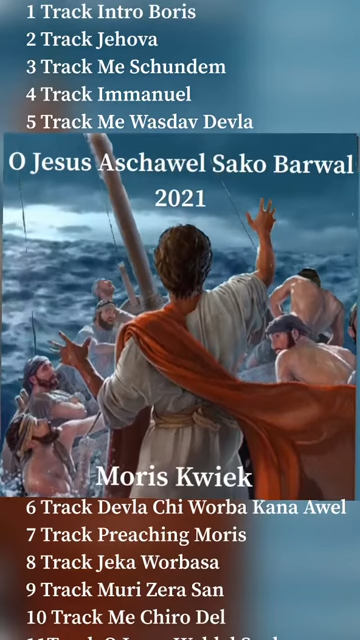 1 Track Intro Boris
2 Track Jehova
3 Track Me Schundem
4 Track Immanuel
5 Track Me Wasdav Devla
O Jesus Aschawel Sako Barwal
2021
Moris Kwiek
6 Track Devla Chi Worba Kana Awel
7 Track Preaching Moris
8 Track Jeka Worbasa
9 Track Muri Zera San
10 Track Me Chiro Del